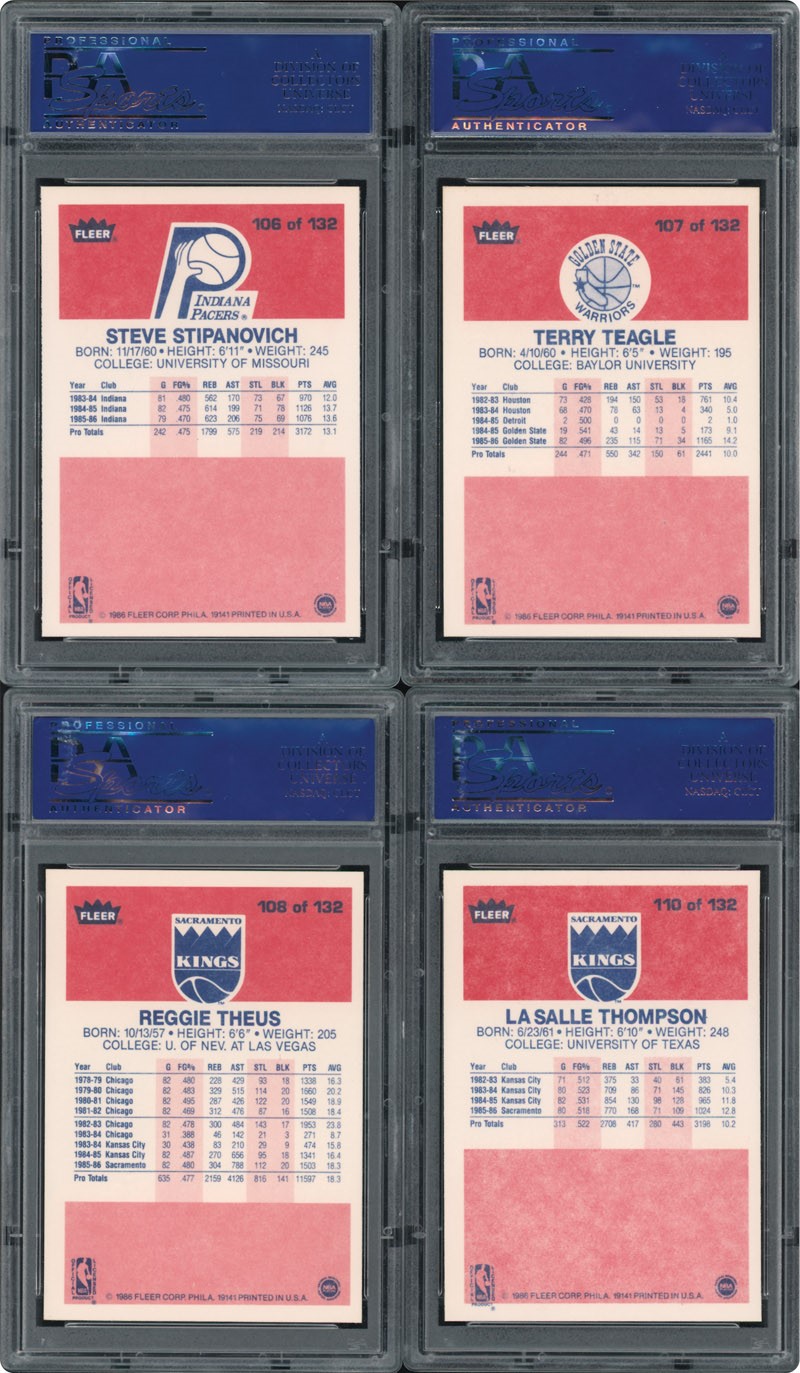 PROFESSIONAL
PSA
Sports
AUTHENTICATOR
A
DIVISION OF
COLLECTORS
UNIVERSE
NASDAQ: CLCT
FLEER
106 of 132
INDIANA
PACERS
STEVE STIPANOVICH
BORN: 11/17/60 • HEIGHT: 6'11" • WEIGHT: 245
COLLEGE: UNIVERSITY OF MISSOURI
Year Club G FG% REB AST STL BLK PTS AVG
1983-84 Indiana 81 .480 562 170 73 67 970 12.0
1984-85 Indiana 82 .475 614 199 71 78 1126 13.7
1985-86 Indiana 79 .470 623 206 75 69 1076 13.6
Pro Totals 242 .475 1799 575 219 214 3172 13.1
© 1986 FLEER CORP. PHILA. 19141 PRINTED IN U.S.A.
PROFESSIONAL
PSA
Sports
AUTHENTICATOR
A
DIVISION OF
COLLECTORS
UNIVERSE
NASDAQ: CLCT
FLEER
107 of 132
GOLDEN STATE
WARRIORS
TERRY TEAGLE
BORN: 4/10/60 • HEIGHT: 6'5" • WEIGHT: 195
COLLEGE: BAYLOR UNIVERSITY
Year Club G FG% REB AST STL BLK PTS AVG
1982-83 Houston 73 .428 194 150 53 18 761 10.4
1983-84 Houston 68 .470 78 63 13 4 340 5.0
1984-85 Detroit 2 .500 0 0 0 0 2 1.0
1984-85 Golden State 19 .541 43 14 13 5 173 9.1
1985-86 Golden State 82 .496 235 115 71 34 1165 14.2
Pro Totals 244 .471 550 342 150 61 2441 10.0
© 1986 FLEER CORP. PHILA. 19141 PRINTED IN U.S.A.
PROFESSIONAL
PSA
Sports
AUTHENTICATOR
A
DIVISION OF
COLLECTORS
UNIVERSE
NASDAQ: CLCT
FLEER
108 of 132
SACRAMENTO
KINGS
REGGIE THEUS
BORN: 10/13/57 • HEIGHT: 6'6" • WEIGHT: 205
COLLEGE: U. OF NEV. AT LAS VEGAS
Year Club G FG% REB AST STL BLK PTS AVG
1978-79 Chicago 82 .480 228 429 93 18 1338 16.3
1979-80 Chicago 82 .483 329 515 114 20 1660 20.2
1980-81 Chicago 82 .495 287 426 122 20 1549 18.9
1981-82 Chicago 82 .469 312 476 87 16 1508 18.4
1982-83 Chicago 82 .478 300 484 143 17 1953 23.8
1983-84 Chicago 31 .388 46 142 21 3 271 8.7
1983-84 Kansas City 30 .438 83 210 29 9 474 15.8
1984-85 Kansas City 82 .487 270 656 95 18 1341 16.4
1985-86 Sacramento 82 .480 304 788 112 20 1503 18.3
Pro Totals 635 .477 2159 4126 816 141 11597 18.3
© 1986 FLEER CORP. PHILA. 19141 PRINTED IN U.S.A.
PROFESSIONAL
PSA
Sports
AUTHENTICATOR
A
DIVISION OF
COLLECTORS
UNIVERSE
NASDAQ: CLCT
FLEER
110 of 132
SACRAMENTO
KINGS
LA SALLE THOMPSON
BORN: 6/23/61 • HEIGHT: 6'10" • WEIGHT: 248
COLLEGE: UNIVERSITY OF TEXAS
Year Club G FG% REB AST STL BLK PTS AVG
1982-83 Kansas City 71 .512 375 33 40 61 383 5.4
1983-84 Kansas City 80 .523 709 86 71 145 826 10.3
1984-85 Kansas City 82 .531 854 130 98 128 965 11.8
1985-86 Sacramento 80 .518 770 168 71 109 1024 12.8
Pro Totals 313 .522 2708 417 280 443 3198 10.2
© 1986 FLEER CORP. PHILA. 19141 PRINTED IN U.S.A.